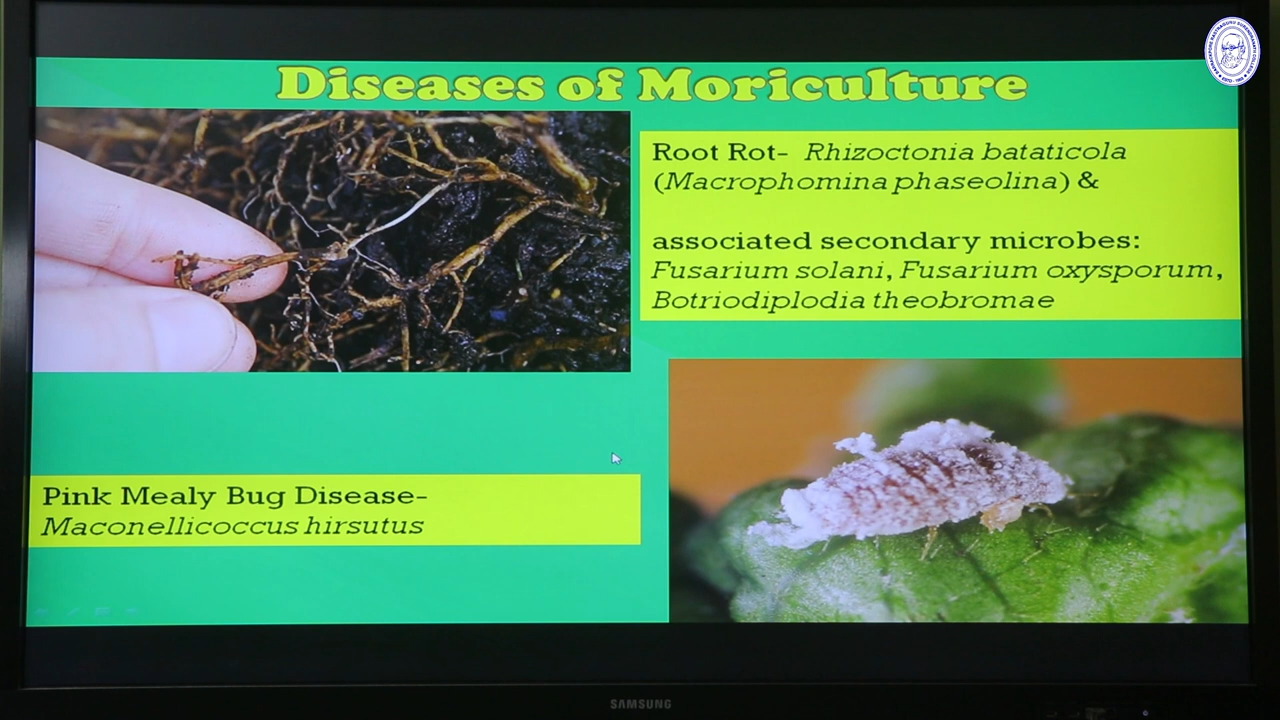 Diseases of Moriculture
Root Rot- Rhizoctonia bataticola
(Macrophomina phaseolina) &
associated secondary microbes:
Fusarium solani, Fusarium oxysporum,
Botriodiplodia theobromae
Pink Mealy Bug Disease-
Maconellicoccus hirsutus
SAMSUNG